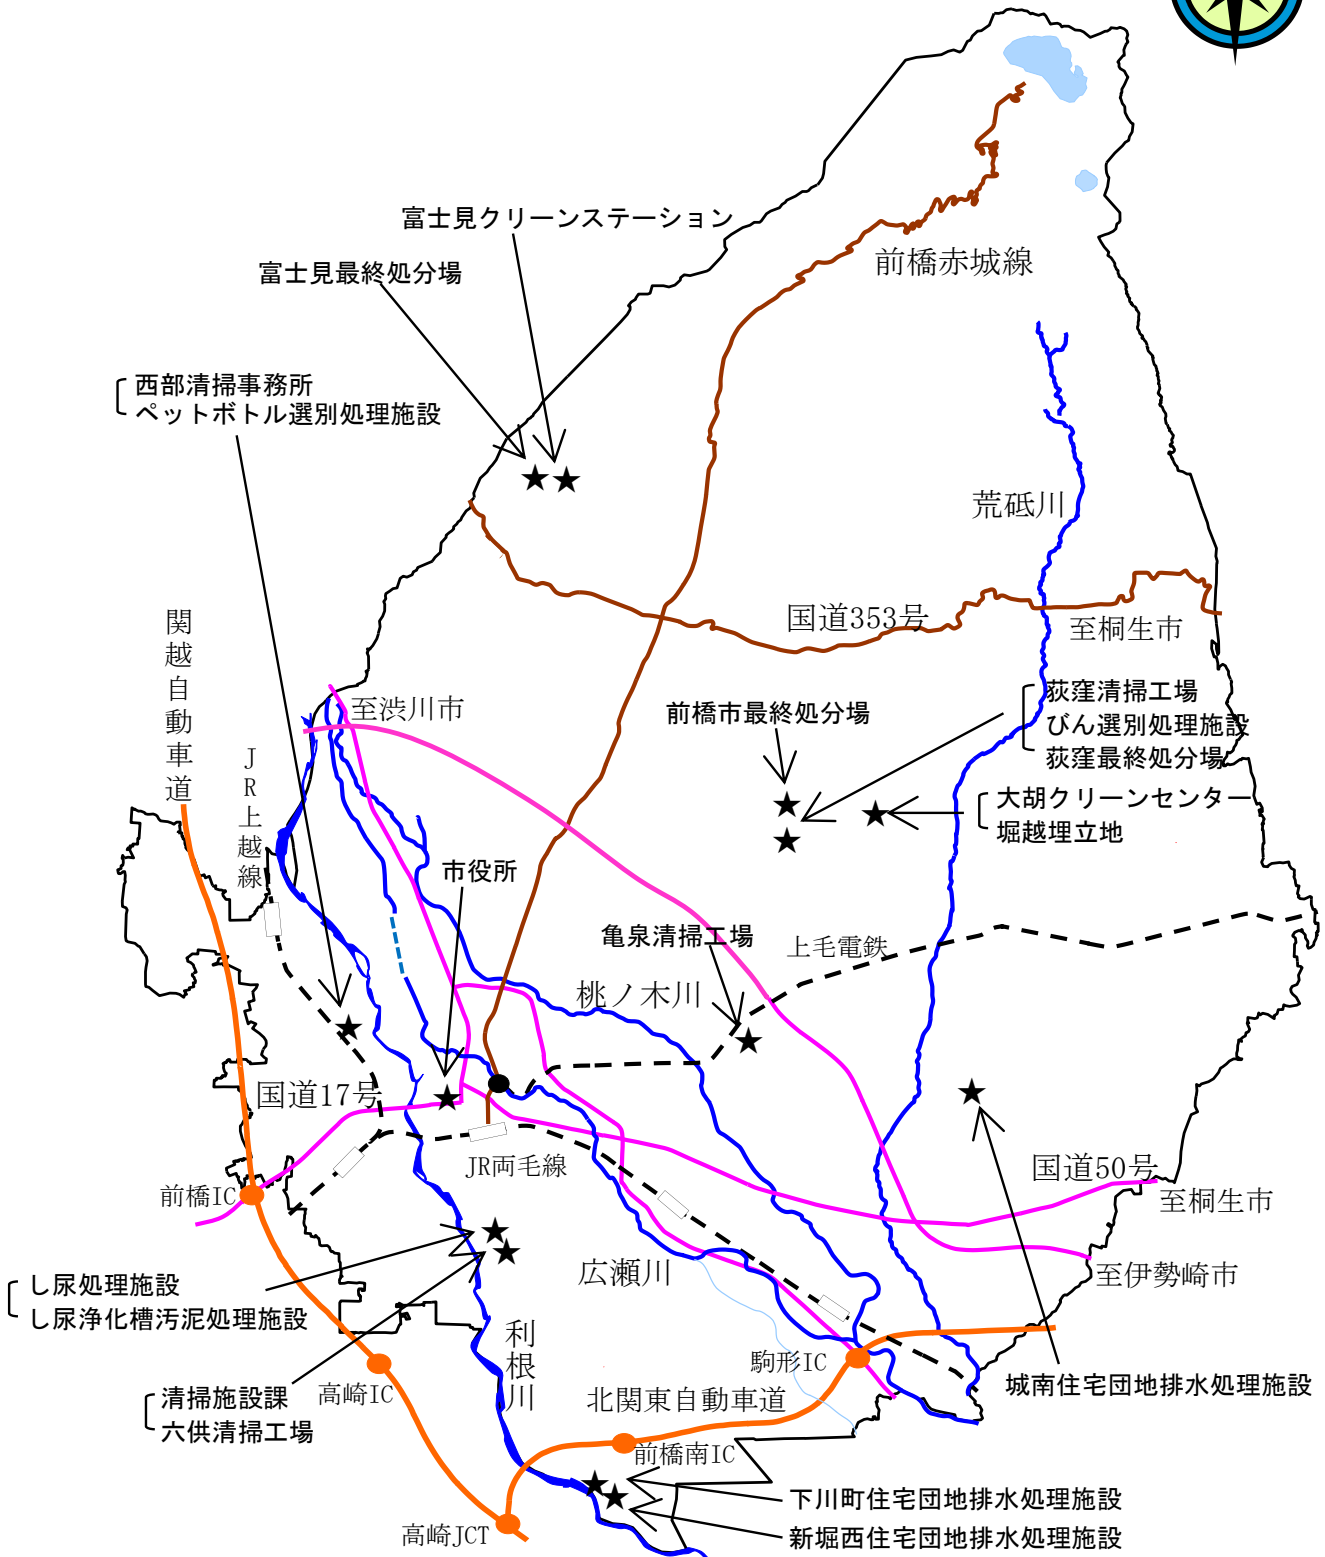 富士見クリーンステーション
前橋赤城線
富士見最終処分場
西部清掃事務所
ペットボトル選別処理施設
荒砥川
関越自動車道
国道353号
至桐生市
荻窪清掃工場
びん選別処理施設
荻窪最終処分場
至渋川市
前橋市最終処分場
JR上越線
大胡クリーンセンター
堀越埋立地
市役所
亀泉清掃工場
上毛電鉄
桃ノ木川
国道17号
JR両毛線
国道50号
前橋IC
至桐生市
広瀬川
至伊勢崎市
し尿処理施設
し尿浄化槽汚泥処理施設
利根川
駒形IC
高崎IC
城南住宅団地排水処理施設
清掃施設課
六供清掃工場
北関東自動車道
前橋南IC
下川町住宅団地排水処理施設
高崎JCT
新堀西住宅団地排水処理施設